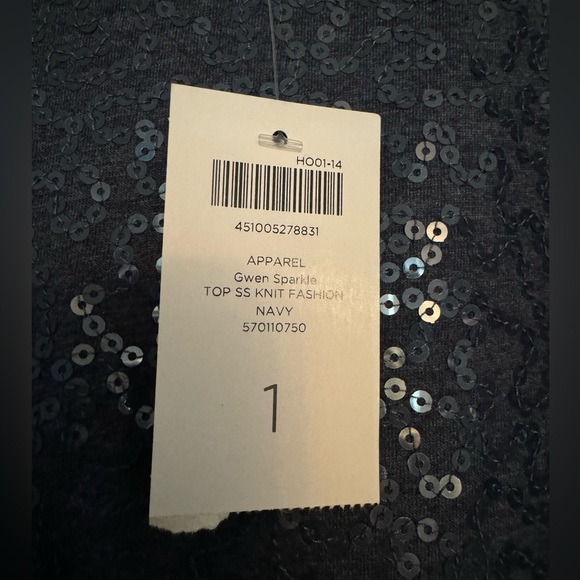 HO01-14
451005278831
APPAREL
Gwen Sparkle
TOP SS KNIT FASHION
NAVY
570110750
1